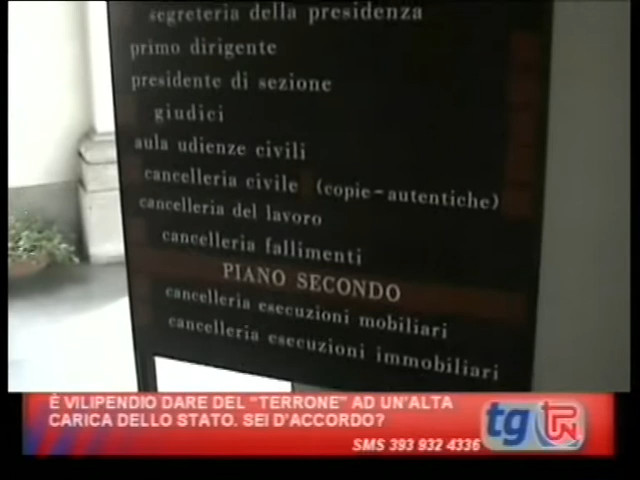 segreteria della presidenza
primo dirigente
presidente di sezione
giudici
aula udienze civili
cancelleria civile (copie-autentiche)
cancelleria del lavoro
cancelleria fallimenti
PIANO SECONDO
cancelleria esecuzioni mobiliari
cancelleria esecuzioni immobiliari
È VILIPENDIO DARE DEL "TERRONE" AD UN'ALTA
CARICA DELLO STATO. SEI D'ACCORDO?
SMS 393 932 4336
tg TPN